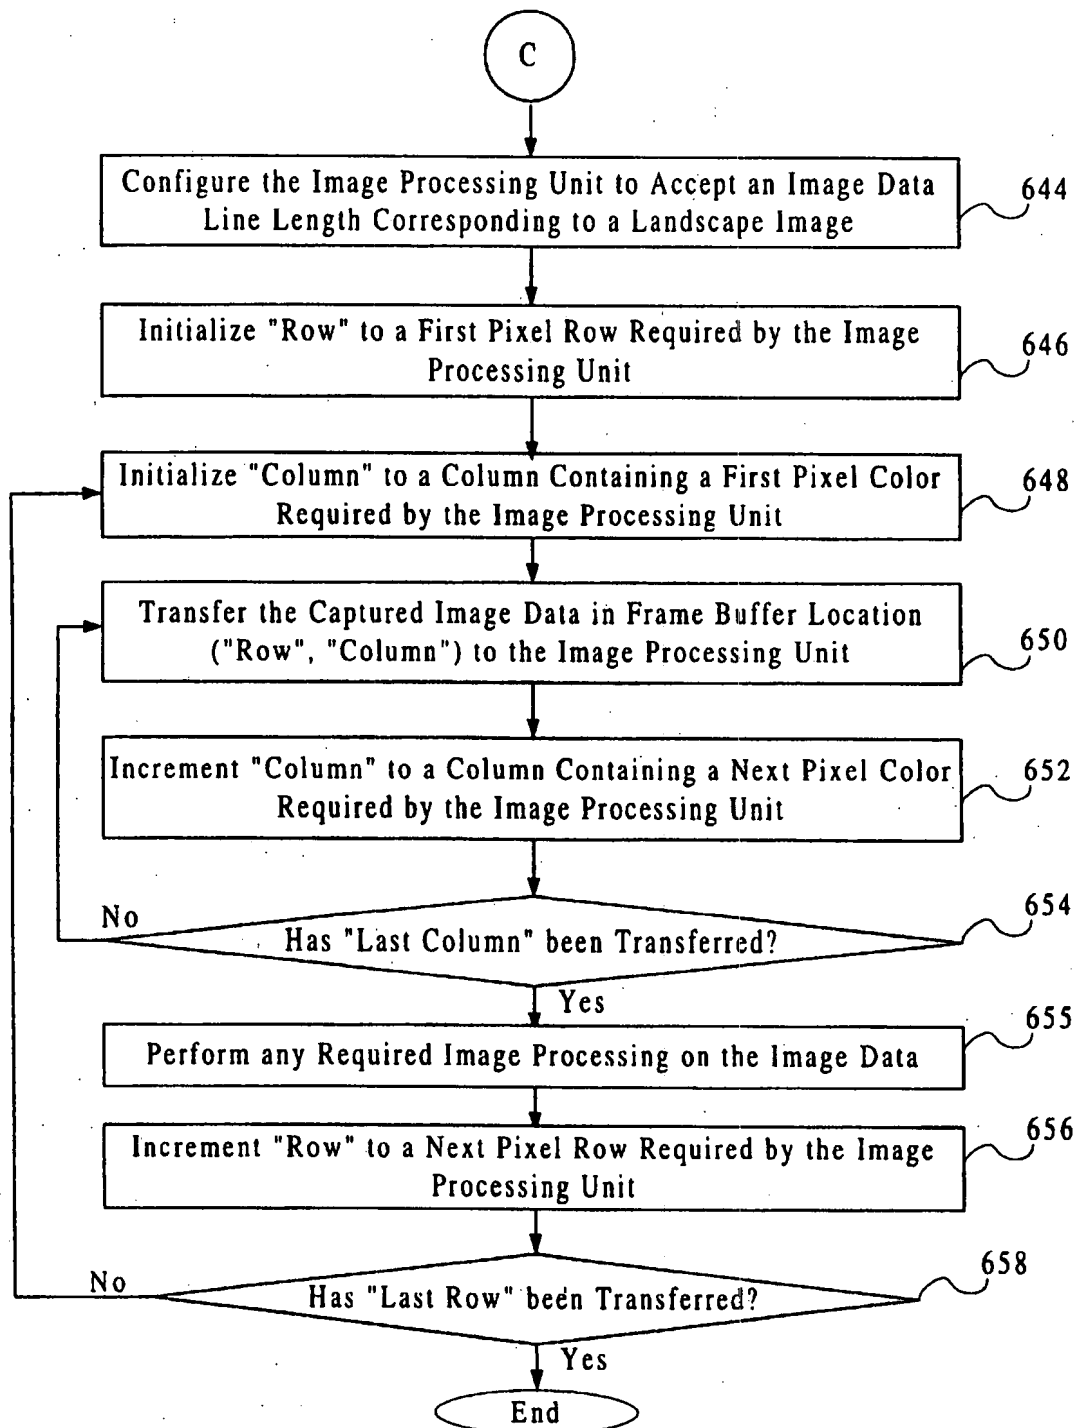 C
Configure the Image Processing Unit to Accept an Image Data
Line Length Corresponding to a Landscape Image
644
Initialize "Row" to a First Pixel Row Required by the Image
Processing Unit
646
Initialize "Column" to a Column Containing a First Pixel Color
Required by the Image Processing Unit
648
Transfer the Captured Image Data in Frame Buffer Location
("Row", "Column") to the Image Processing Unit
650
Increment "Column" to a Column Containing a Next Pixel Color
Required by the Image Processing Unit
652
No
Has "Last Column" been Transferred?
654
Yes
Perform any Required Image Processing on the Image Data
655
Increment "Row" to a Next Pixel Row Required by the Image
Processing Unit
656
No
Has "Last Row" been Transferred?
658
Yes
End